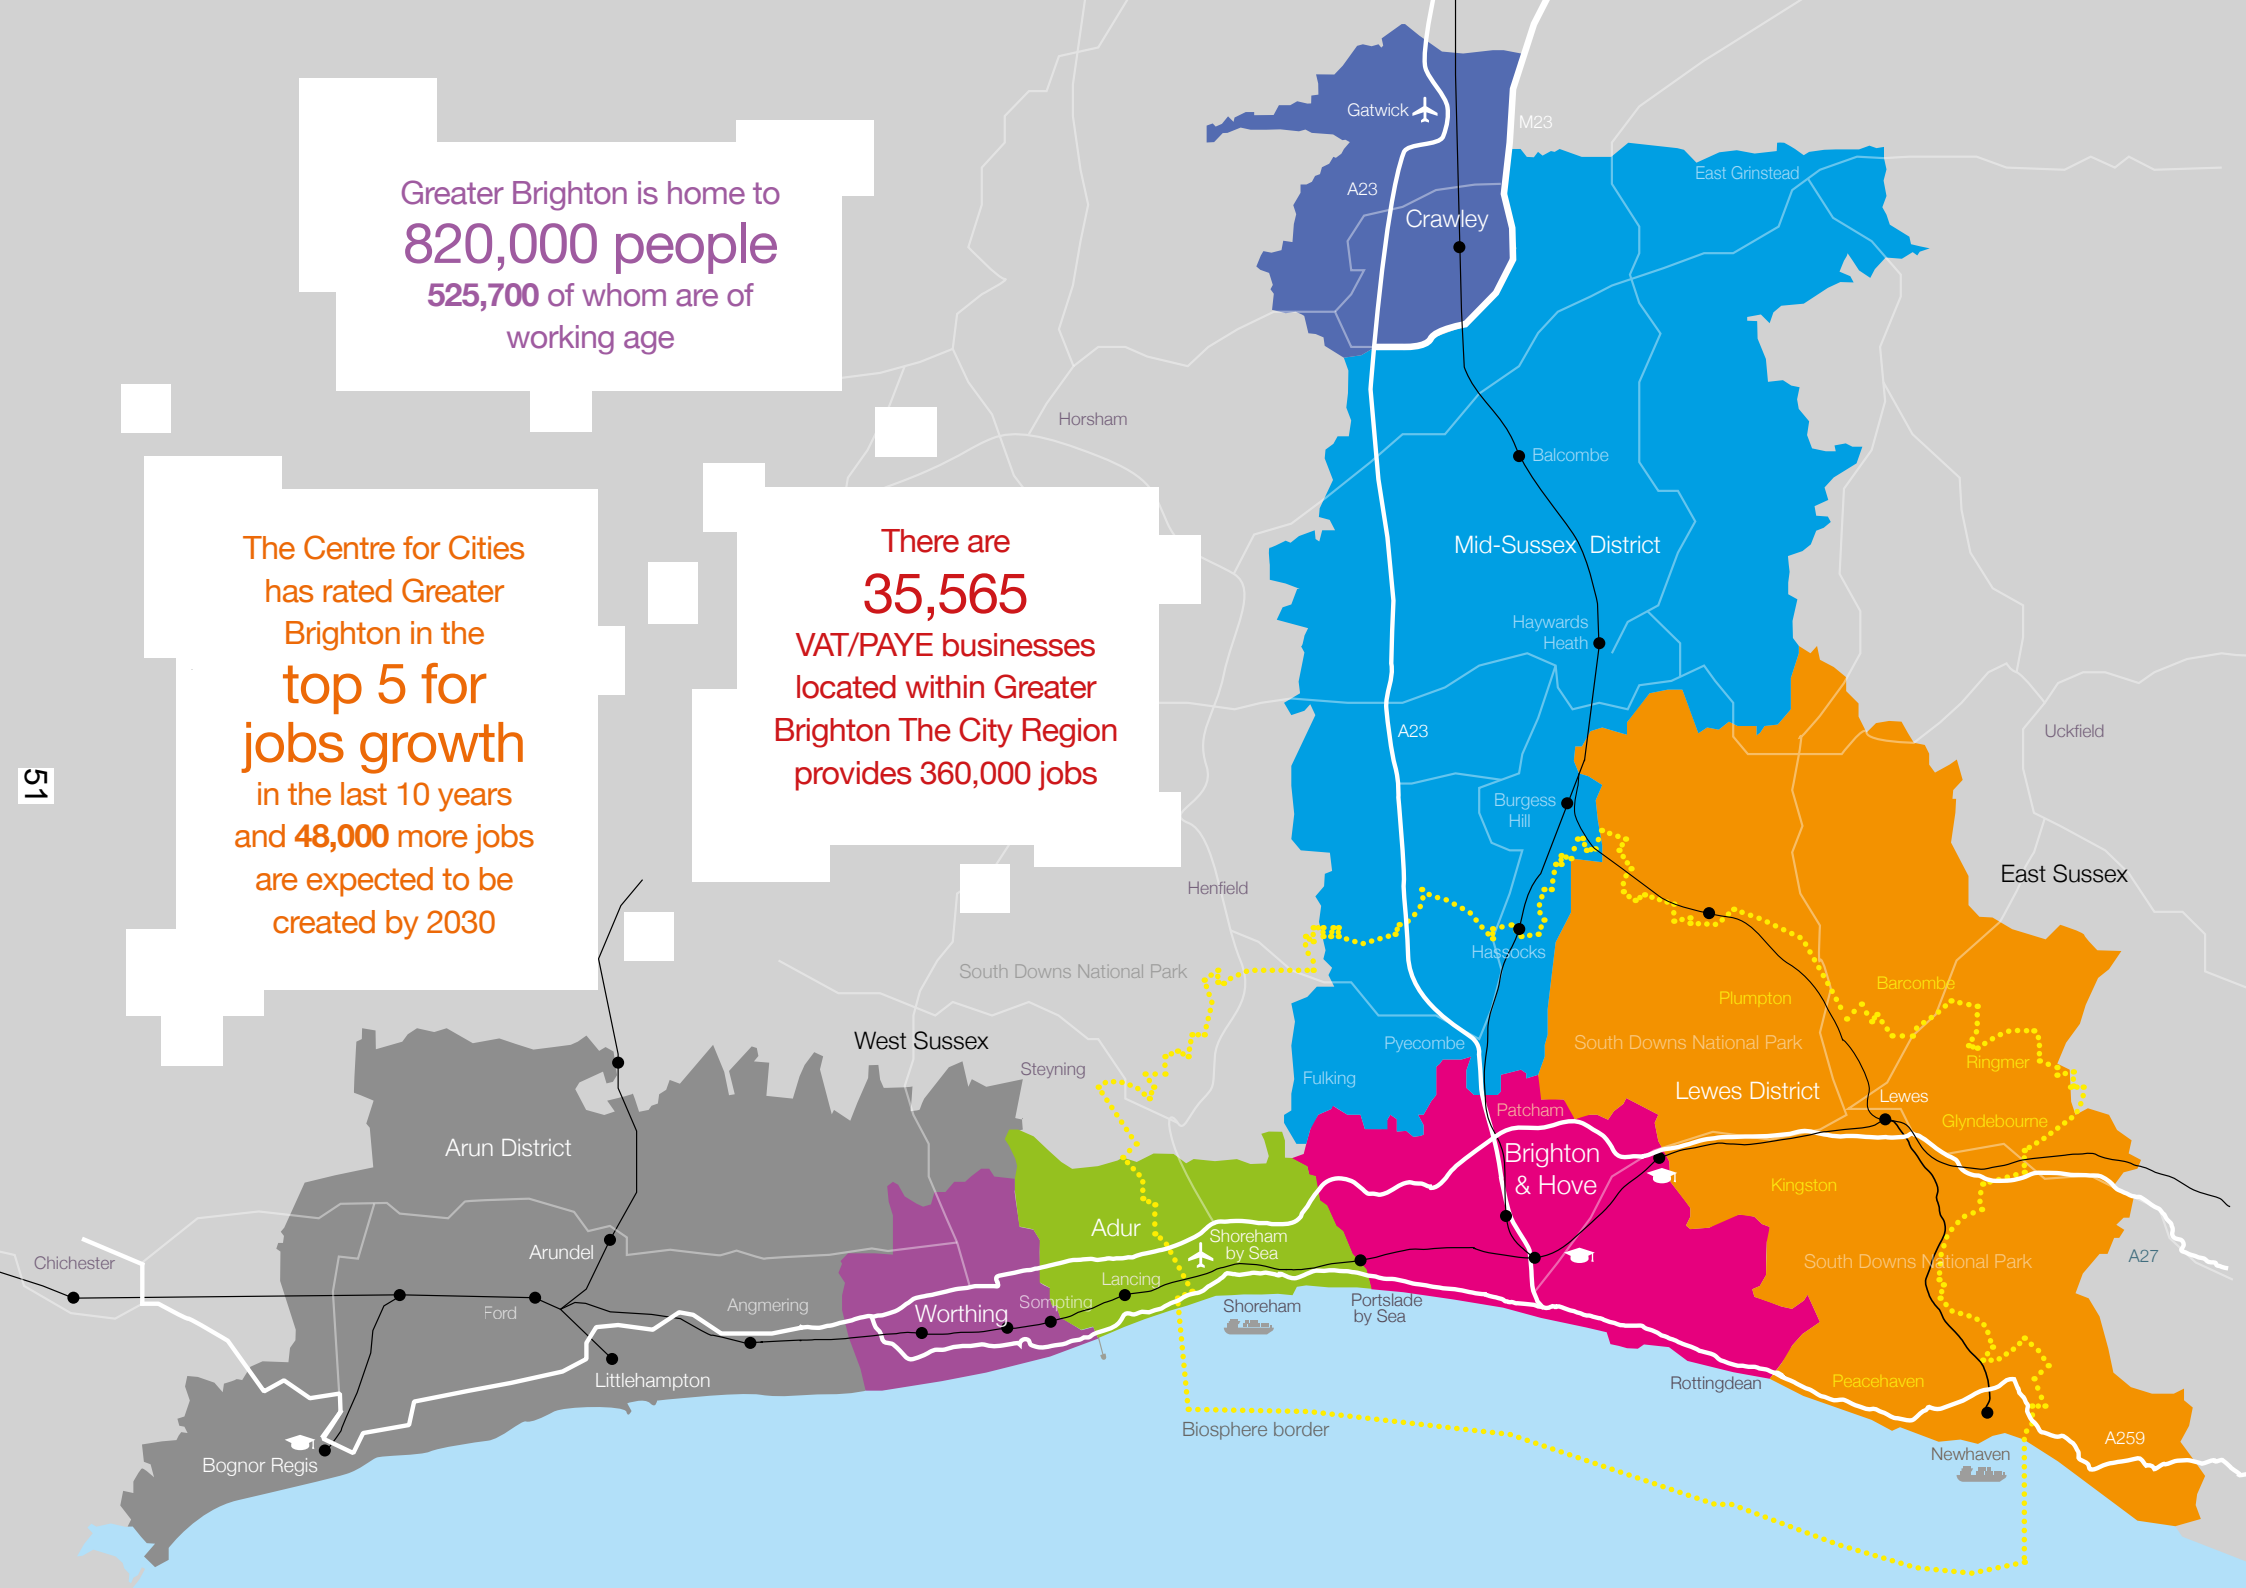 Greater Brighton is home to
820,000 people
525,700 of whom are of
working age
The Centre for Cities
has rated Greater
Brighton in the
top 5 for
jobs growth
in the last 10 years
and 48,000 more jobs
are expected to be
created by 2030
There are
35,565
VAT/PAYE businesses
located within Greater
Brighton The City Region
provides 360,000 jobs
51
Gatwick
M23
A23
Crawley
East Grinstead
Horsham
Balcombe
Mid-Sussex District
Haywards
Heath
A23
Uckfield
Burgess
Hill
East Sussex
Henfield
Hassocks
South Downs National Park
Barcombe
Plumpton
West Sussex
Pyecombe
South Downs National Park
Steyning
Fulking
Ringmer
Lewes District
Lewes
Patcham
Glyndebourne
Arun District
Brighton
& Hove
Kingston
Adur
Shoreham
by Sea
Arundel
Chichester
South Downs National Park
A27
Lancing
Ford
Angmering
Worthing
Sompting
Shoreham
Portslade
by Sea
Littlehampton
Rottingdean
Peacehaven
Biosphere border
Bognor Regis
Newhaven
A259